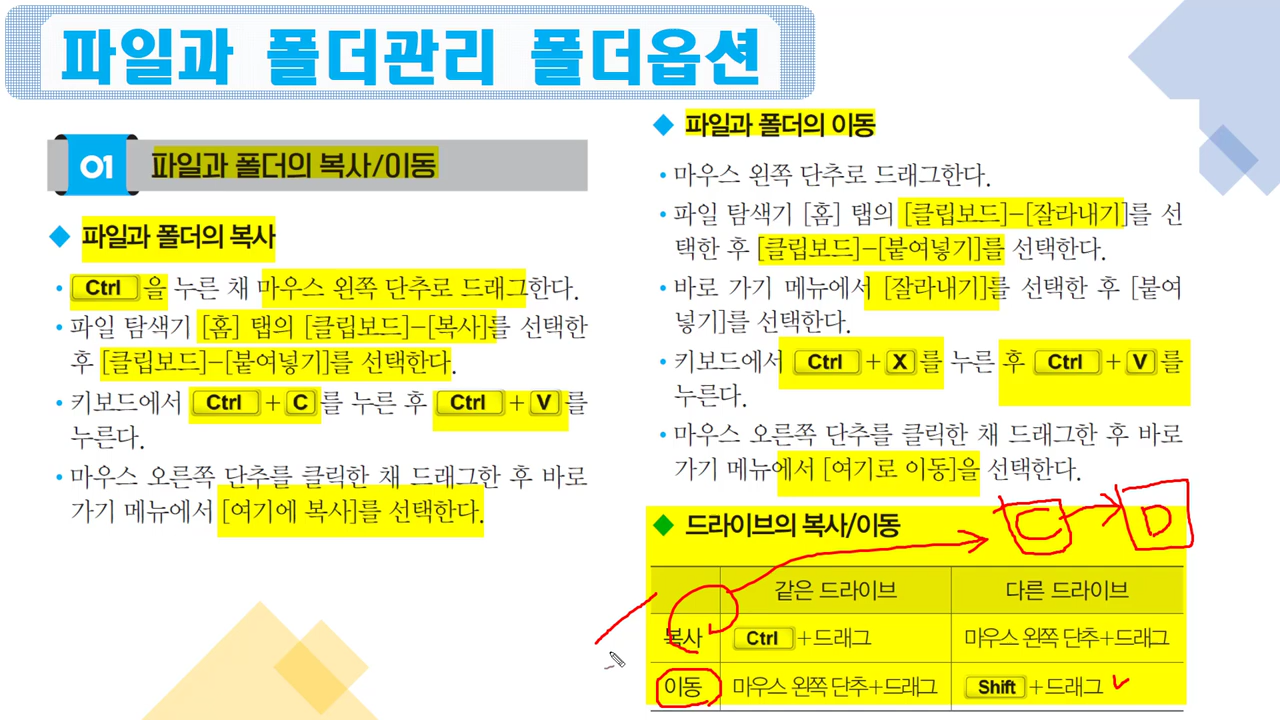 파일과 폴더관리 폴더옵션
01 파일과 폴더의 복사/이동
◆ 파일과 폴더의 복사
• Ctrl 을 누른 채 마우스 왼쪽 단추로 드래그한다.
• 파일 탐색기 [홈] 탭의 [클립보드]-[복사]를 선택한
후 [클립보드]-[붙여넣기]를 선택한다.
• 키보드에서 Ctrl + C 를 누른 후 Ctrl + V 를
누른다.
• 마우스 오른쪽 단추를 클릭한 채 드래그한 후 바로
가기 메뉴에서 [여기에 복사]를 선택한다.
◆ 파일과 폴더의 이동
• 마우스 왼쪽 단추로 드래그한다.
• 파일 탐색기 [홈] 탭의 [클립보드]-[잘라내기]를 선
택한 후 [클립보드]-[붙여넣기]를 선택한다.
• 바로 가기 메뉴에서 [잘라내기]를 선택한 후 [붙여
넣기]를 선택한다.
• 키보드에서 Ctrl + X 를 누른 후 Ctrl + V 를
누른다.
• 마우스 오른쪽 단추를 클릭한 채 드래그한 후 바로
가기 메뉴에서 [여기로 이동]을 선택한다.
◆ 드라이브의 복사/이동
C D
같은 드라이브 다른 드라이브
복사 Ctrl +드래그 마우스 왼쪽 단추+드래그
이동 마우스 왼쪽 단추+드래그 Shift +드래그